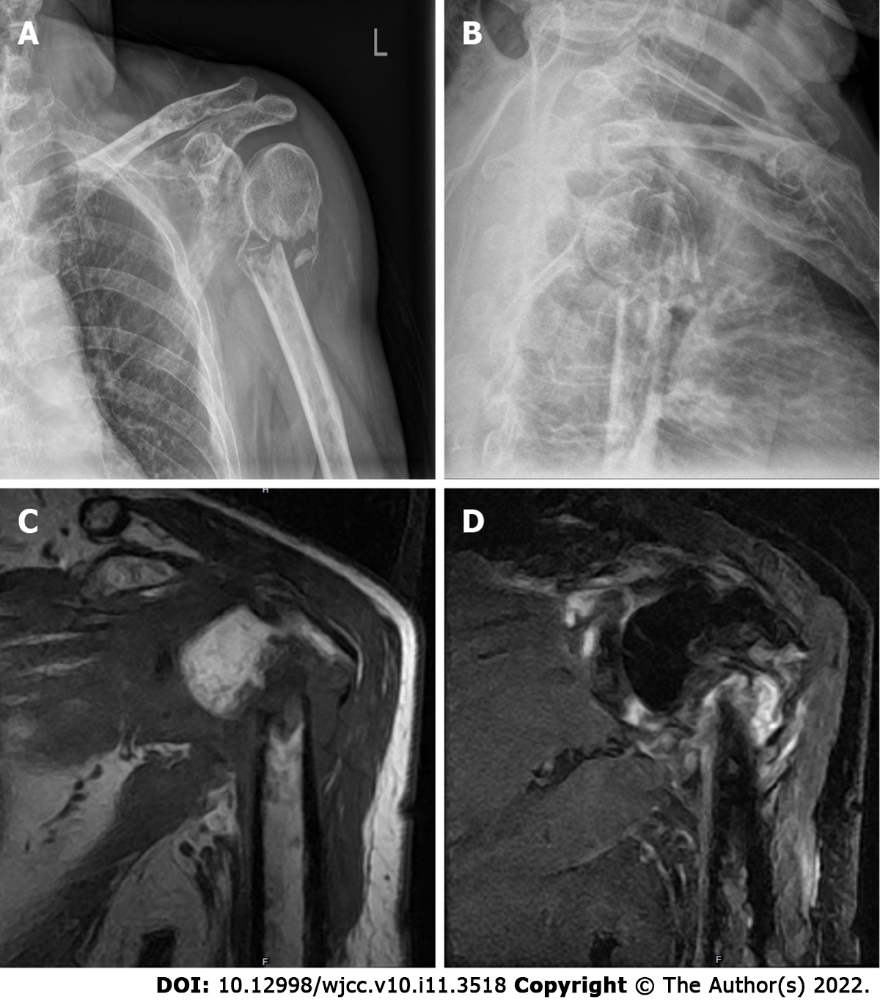 A
L
B
C
H
F
D
F
DOI: 10.12998/wjcc.v10.i11.3518 Copyright © The Author(s) 2022.